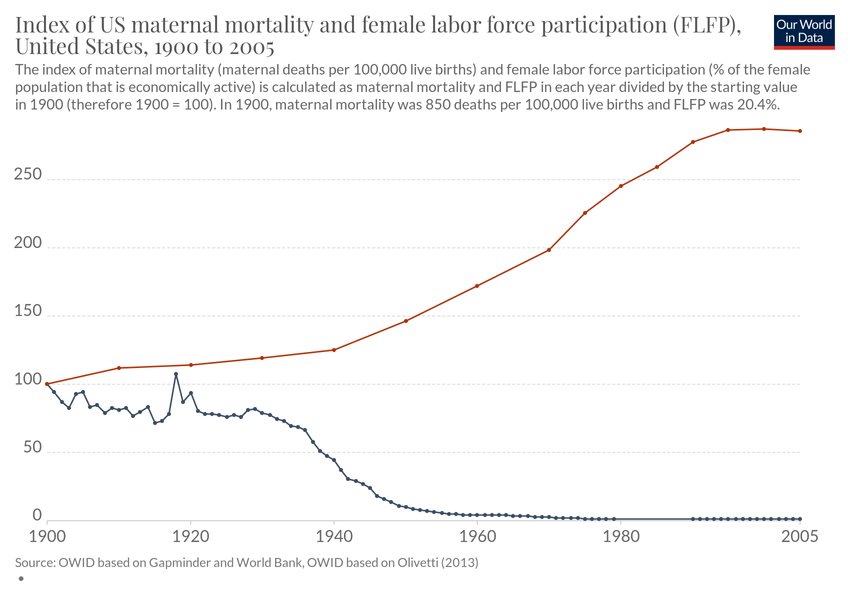 Index of US maternal mortality and female labor force participation (FLFP),
United States, 1900 to 2005
Our World
in Data
The index of maternal mortality (maternal deaths per 100,000 live births) and female labor force participation (% of the female
population that is economically active) is calculated as maternal mortality and FLFP in each year divided by the starting value
in 1900 (therefore 1900 = 100). In 1900, maternal mortality was 850 deaths per 100,000 live births and FLFP was 20.4%.
250
200
150
100
50
0
1900 1920 1940 1960 1980 2005
Source: OWID based on Gapminder and World Bank, OWID based on Olivetti (2013)